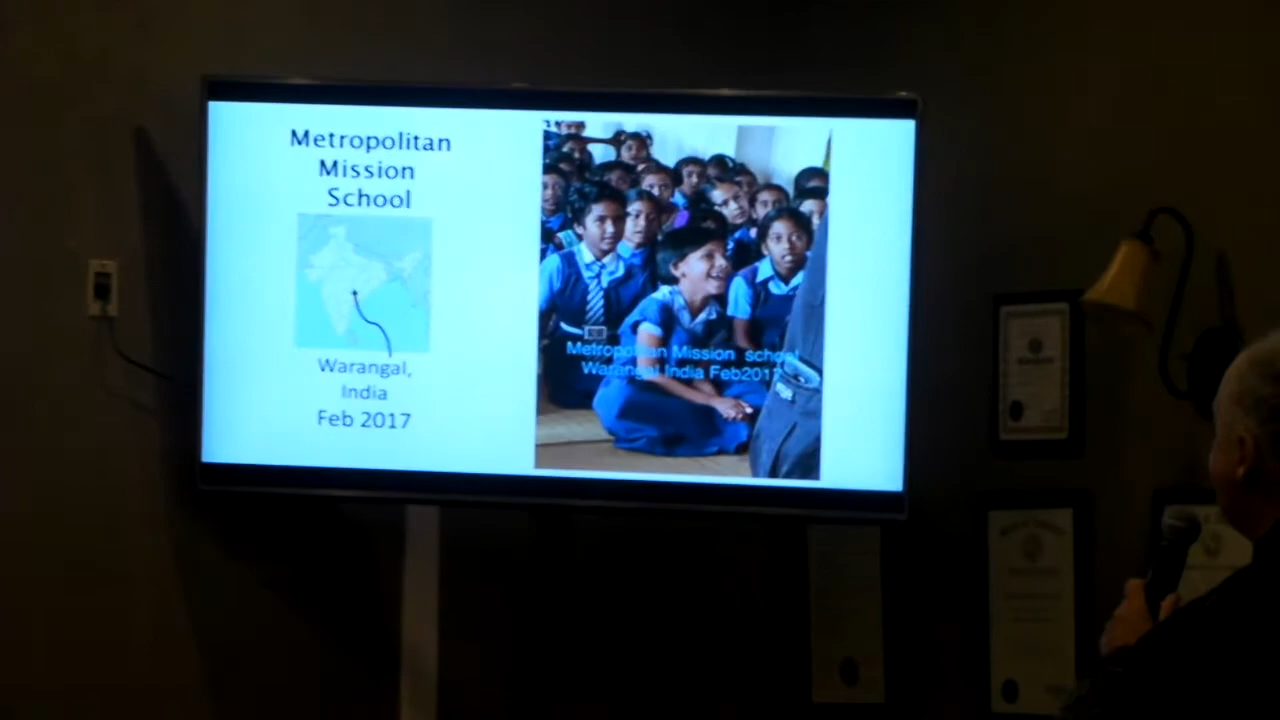 Metropolitan
Mission
School
Warangal,
India
Feb 2017
Metropolitan Mission school
Warangal India Feb2017